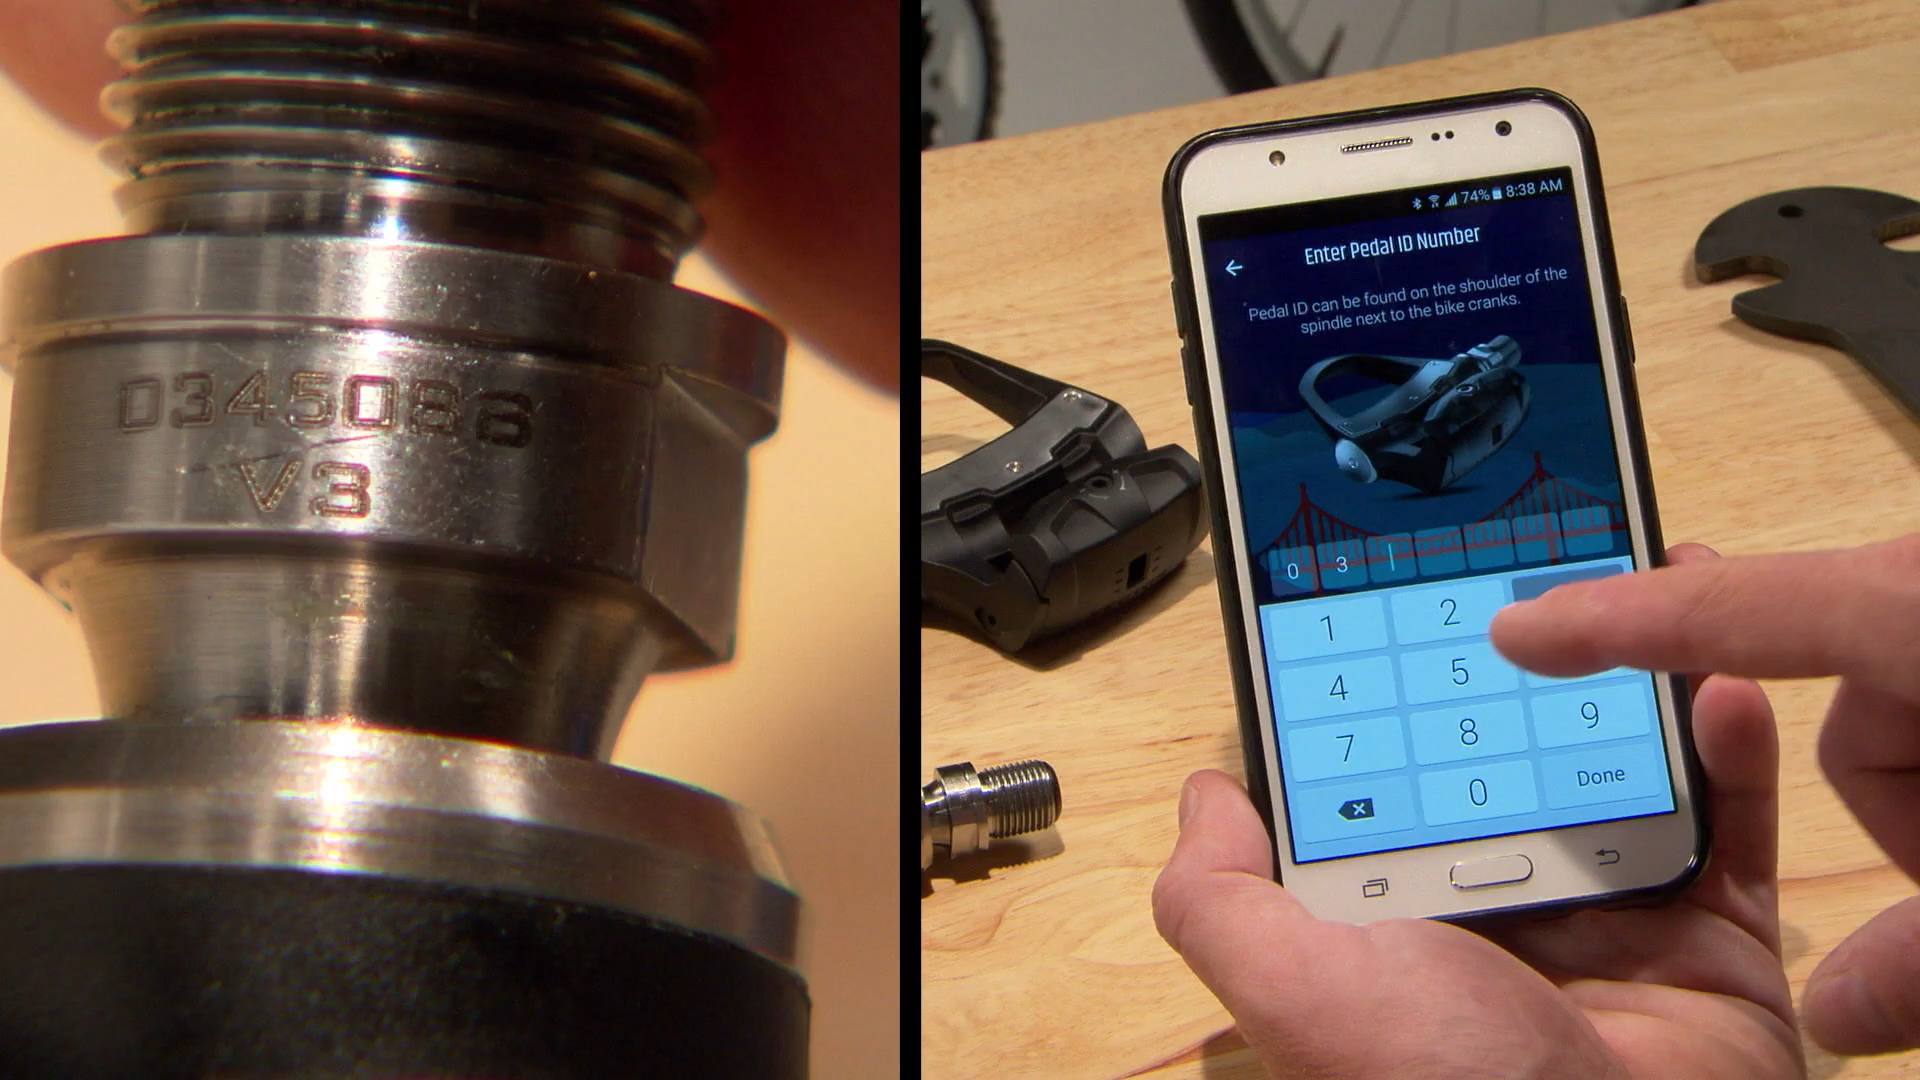 0345086
V3
74% 8:38 AM
Enter Pedal ID Number
Pedal ID can be found on the shoulder of the
spindle next to the bike cranks.
0 3
1 2
4 5
7 8 9
0 Done